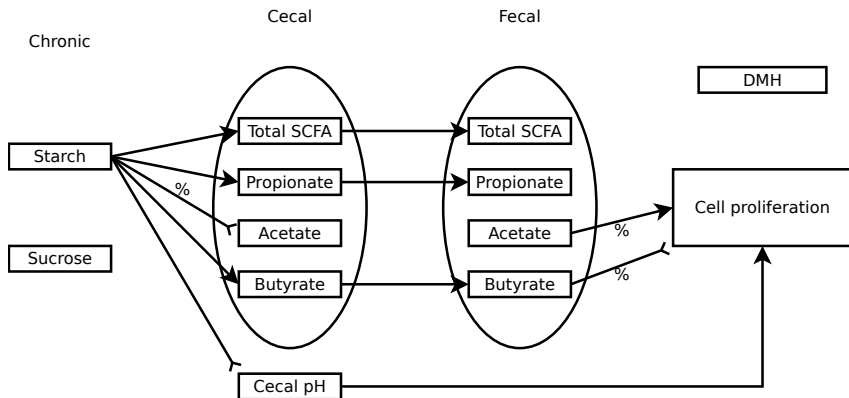 Cecal
Fecal
Chronic
DMH
Total SCFA
Total SCFA
Starch
Propionate
Propionate
%
Cell proliferation
Acetate
Acetate
%
Sucrose
Butyrate
Butyrate
%
Cecal pH